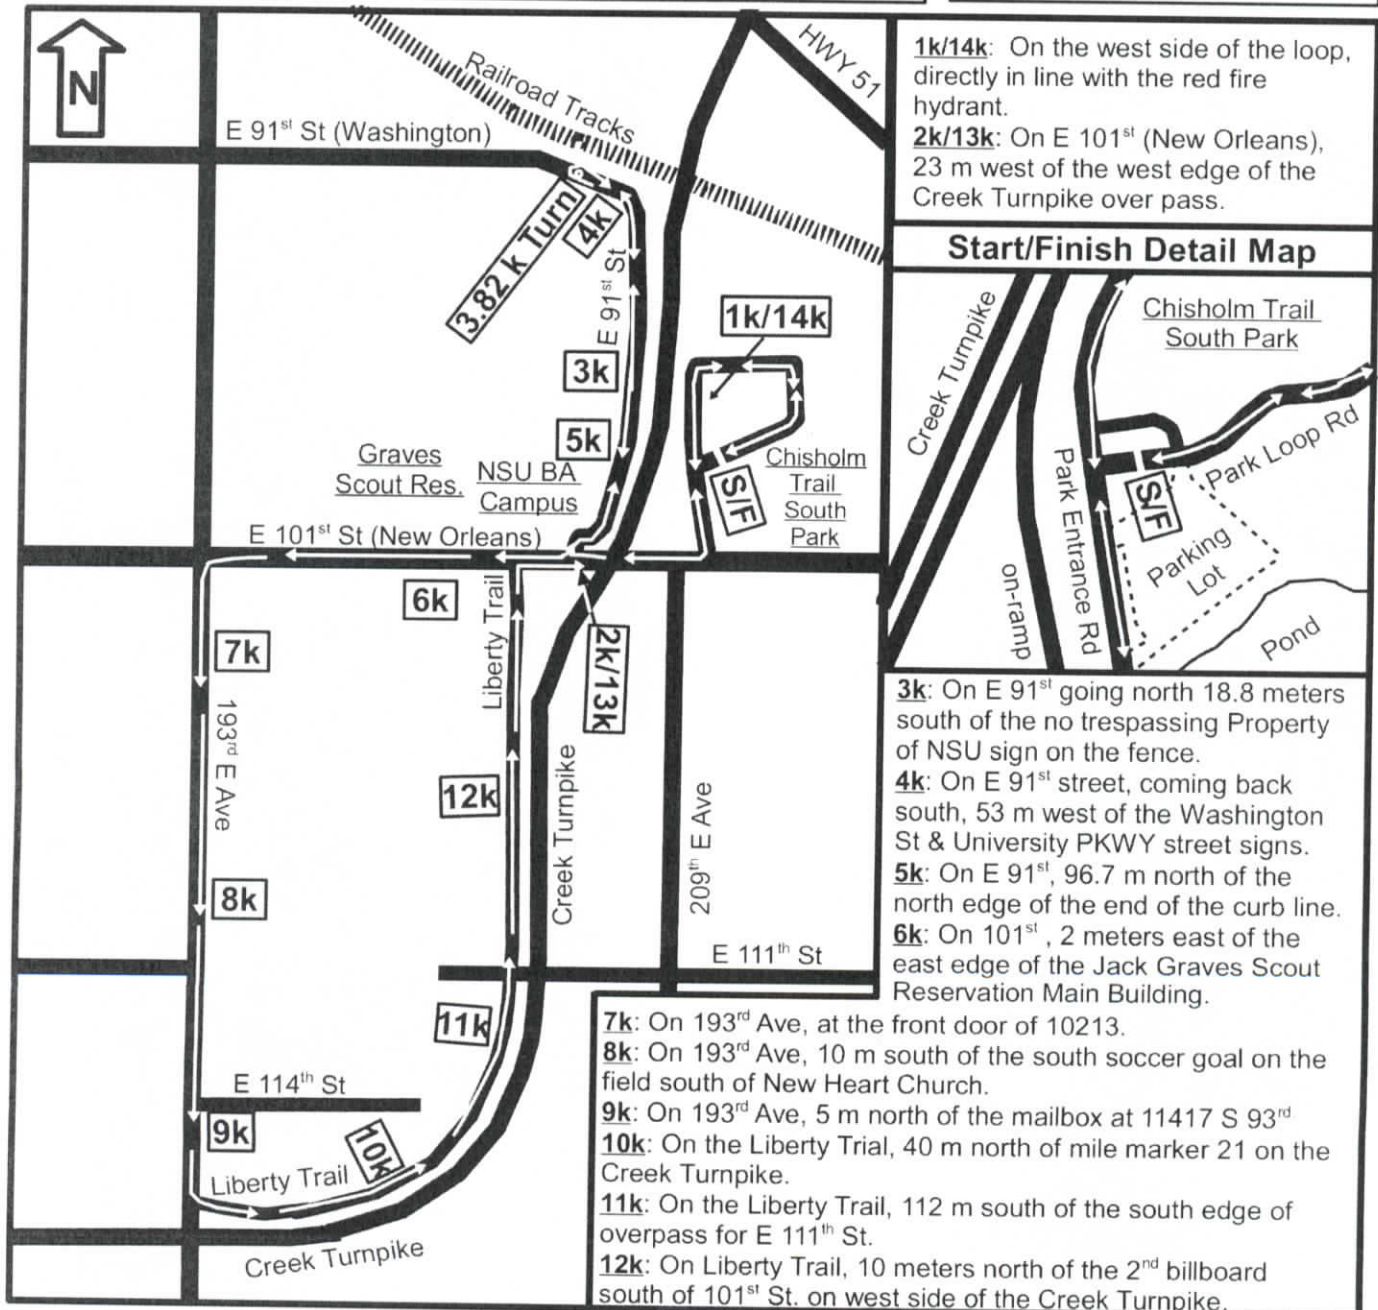 N
HWY 51
Railroad Tracks
E 91st St (Washington)
3.82 k Turn
4k
E 91st St
1k/14k
3k
5k
Graves
Scout Res.
NSU BA
Campus
S/F
Chisholm
Trail
South
Park
E 101st St (New Orleans)
6k
Liberty Trail
2k/13k
7k
193rd E Ave
12k
Creek Turnpike
209th E Ave
8k
E 111th St
11k
E 114th St
9k
10k
Liberty Trail
Creek Turnpike
1k/14k: On the west side of the loop,
directly in line with the red fire
hydrant.
2k/13k: On E 101st (New Orleans),
23 m west of the west edge of the
Creek Turnpike over pass.
Start/Finish Detail Map
Creek Turnpike
Chisholm Trail
South Park
Park Loop Rd
Park Entrance Rd
S/F
Parking
Lot
on-ramp
Pond
3k: On E 91st going north 18.8 meters
south of the no trespassing Property
of NSU sign on the fence.
4k: On E 91st street, coming back
south, 53 m west of the Washington
St & University PKWY street signs.
5k: On E 91st, 96.7 m north of the
north edge of the end of the curb line.
6k: On 101st , 2 meters east of the
east edge of the Jack Graves Scout
Reservation Main Building.
7k: On 193rd Ave, at the front door of 10213.
8k: On 193rd Ave, 10 m south of the south soccer goal on the
field south of New Heart Church.
9k: On 193rd Ave, 5 m north of the mailbox at 11417 S 93rd
10k: On the Liberty Trial, 40 m north of mile marker 21 on the
Creek Turnpike.
11k: On the Liberty Trail, 112 m south of the south edge of
overpass for E 111th St.
12k: On Liberty Trail, 10 meters north of the 2nd billboard
south of 101st St. on west side of the Creek Turnpike.